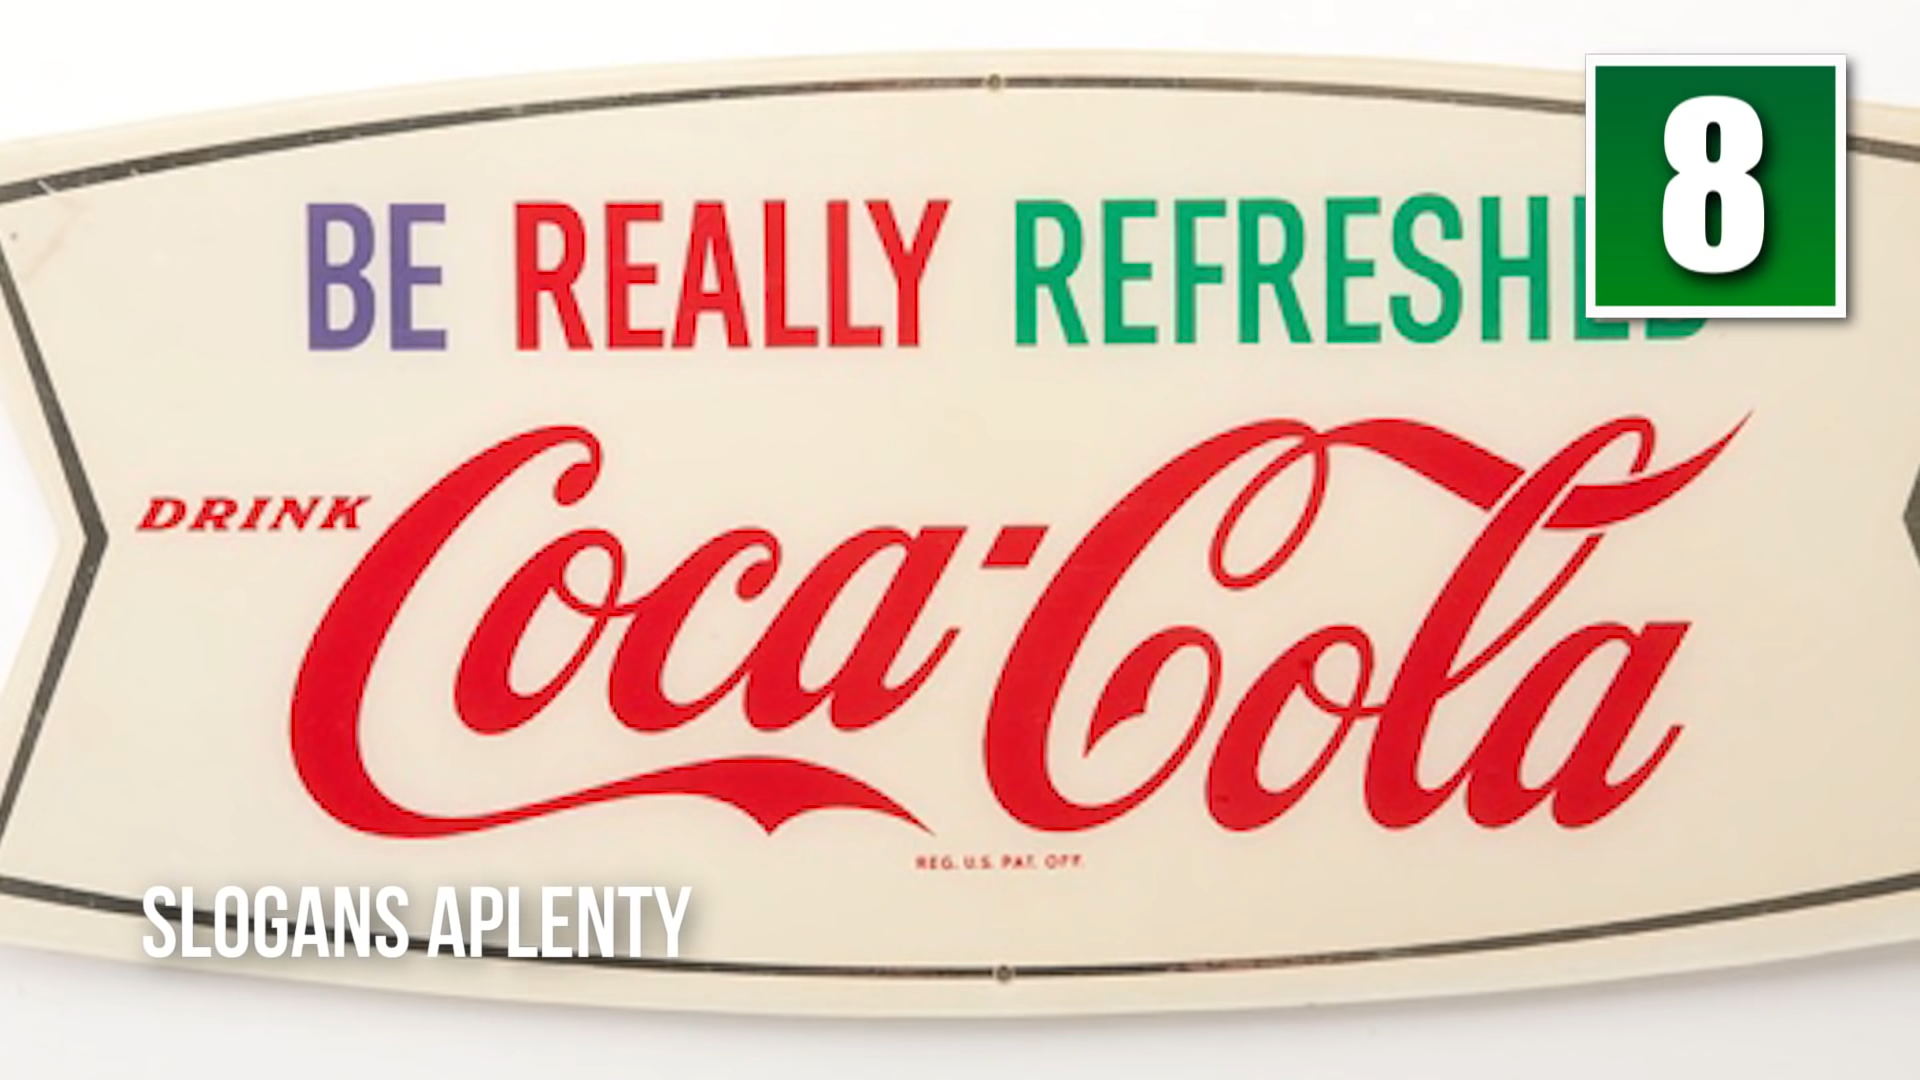 8
BE REALLY REFRESHED
DRINK Coca-Cola
REG. U.S. PAT. OFF.
SLOGANS APLENTY